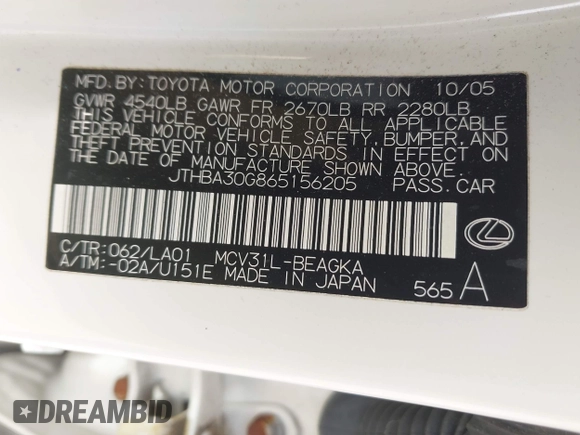 MFD. BY: TOYOTA MOTOR CORPORATION 10/05
GVWR 4540LB GAWR FR 2670LB RR 2280LB
THIS VEHICLE CONFORMS TO ALL APPLICABLE
FEDERAL MOTOR VEHICLE SAFETY, BUMPER, AND
THEFT PREVENTION STANDARDS IN EFFECT ON
THE DATE OF MANUFACTURE SHOWN ABOVE.
JTHBA30G865156205 PASS.CAR
C/TR: 062/LA01 MCV31L-BEAGKA
A/TM: -02A/U151E MADE IN JAPAN 565 A
DREAMBID